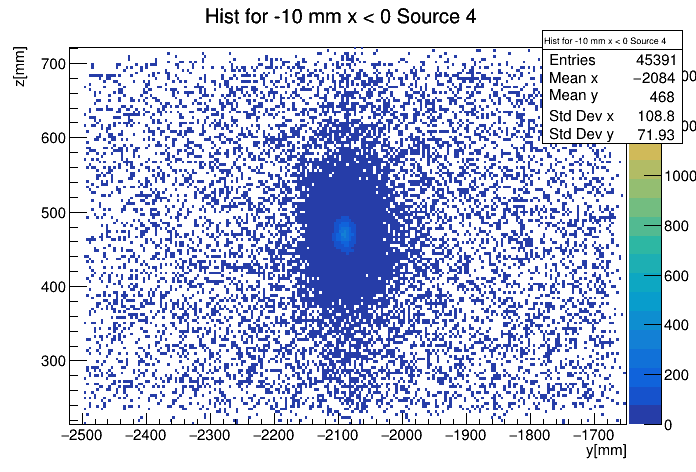 Hist for -10 mm x < 0 Source 4
z[mm]
Hist for -10 mm x < 0 Source 4
Entries 45391
Mean x −2084
Mean y 468
Std Dev x 108.8
Std Dev y 71.93
700
600
500
400
300
1000
800
600
400
200
0
−2500 −2400 −2300 −2200 −2100 −2000 −1900 −1800 −1700
y[mm]